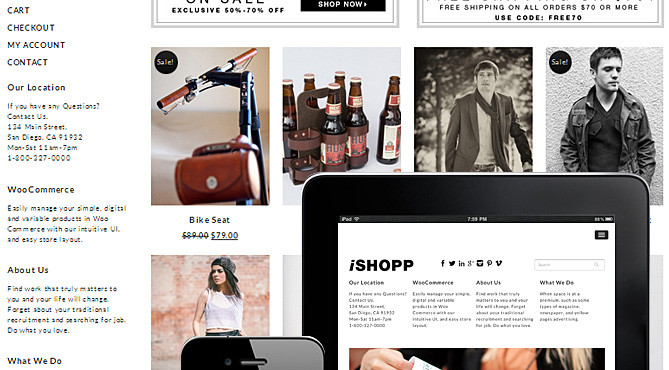 CART
CHECKOUT
MY ACCOUNT
CONTACT
Our Location
If you have any Questions?
Contact Us.
134 Main Street,
San Diego, CA 91932
Mon-Sat 11am-7pm
1-800-327-0000
WooCommerce
Easily manage your simple, digital
and variable products in Woo
Commerce with our intuitive UI,
and easy store layout.
About Us
Find work that truly matters to
you and your life will change.
Forget about your traditional
recruitment and searching for job.
Do what you love.
What We Do
ON SALE
EXCLUSIVE 50%-70% OFF
SHOP NOW
FREE SHIPPING ON ALL ORDERS $70 OR MORE
USE CODE: FREE70
Sale!
Sale!
Bike Seat
$89.00 $79.00
iPad
7:59 PM
88%
iSHOPP
Search
Our Location
If you have any Questions?
Contact Us.
134 Main Street,
San Diego, CA 91932
Mon-Sat 11am-7pm
1-800-327-0000
WooCommerce
Easily manage your simple,
digital and variable
products in Woo
Commerce with our
intuitive UI, and easy store
layout.
About Us
Find work that truly
matters to you and your
life will change. Forget
about your traditional
recruitment and searching
for job. Do what you love.
What We Do
When space is at a
premium, such as some
types of magazine,
newspaper, and yellow
pages advertising.